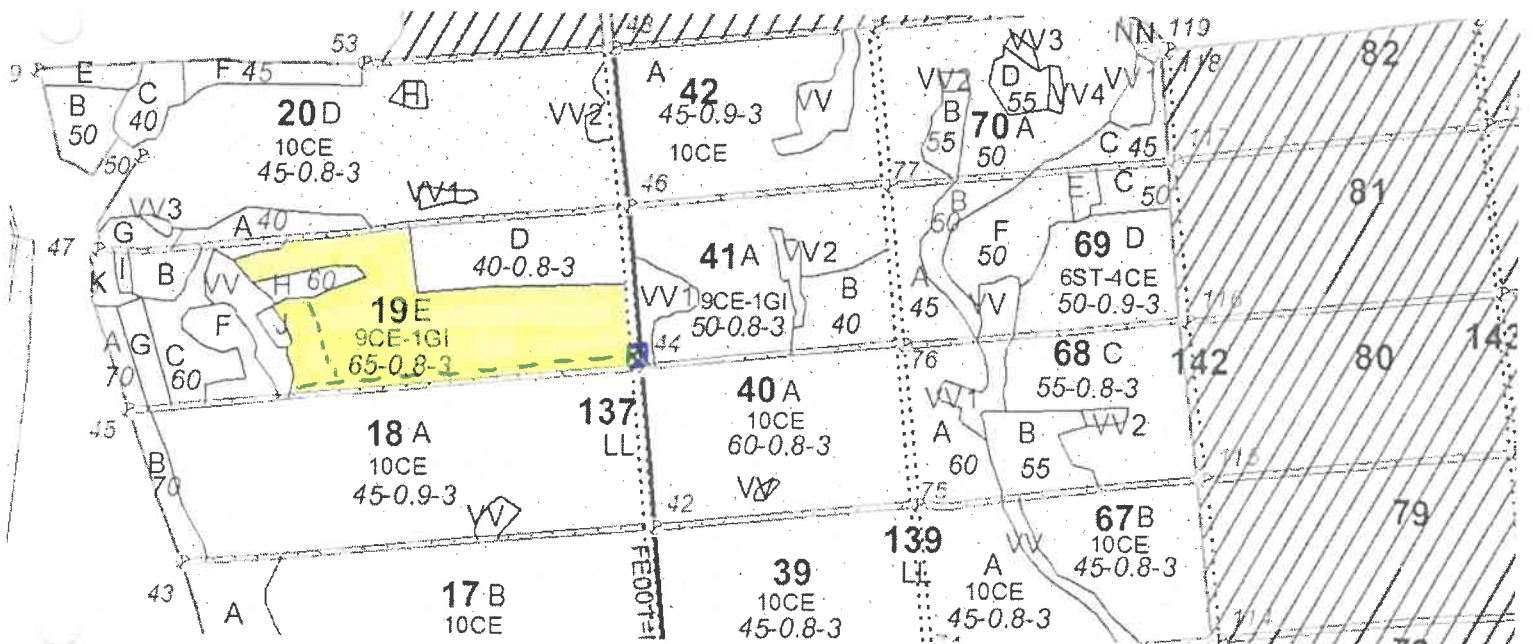 9
53
48
NN
119
118
E
F 45
A
VV3
82
B
50
C
40
H
VV2
42
45-0.9-3
10CE
VV
VV2
D
55
VV4
VV1
B
55
20 D
10CE
45-0.8-3
70 A
50
C 45
117
50
VV1
46
77
C
50
81
VV3
A 40
B
50
E
47
G
I
B
K
VV
H 60
D
40-0.8-3
41 A
VV2
F
50
69 D
6ST-4CE
50-0.9-3
VV1
9CE-1GI
50-0.8-3
B
40
A
45
VV
116
19 E
9CE-1GI
65-0.8-3
F
J
A
70
G
C
60
44
76
68 C
55-0.8-3
142
80
143
45
137
LL
40 A
10CE
60-0.8-3
VV1
18 A
10CE
45-0.9-3
A
60
B
55
VV2
B
70
VV
VV
115
42
75
79
67 B
10CE
45-0.8-3
139
LL
VV
43
A
17 B
10CE
39
10CE
45-0.8-3
A
10CE
45-0.8-3
114